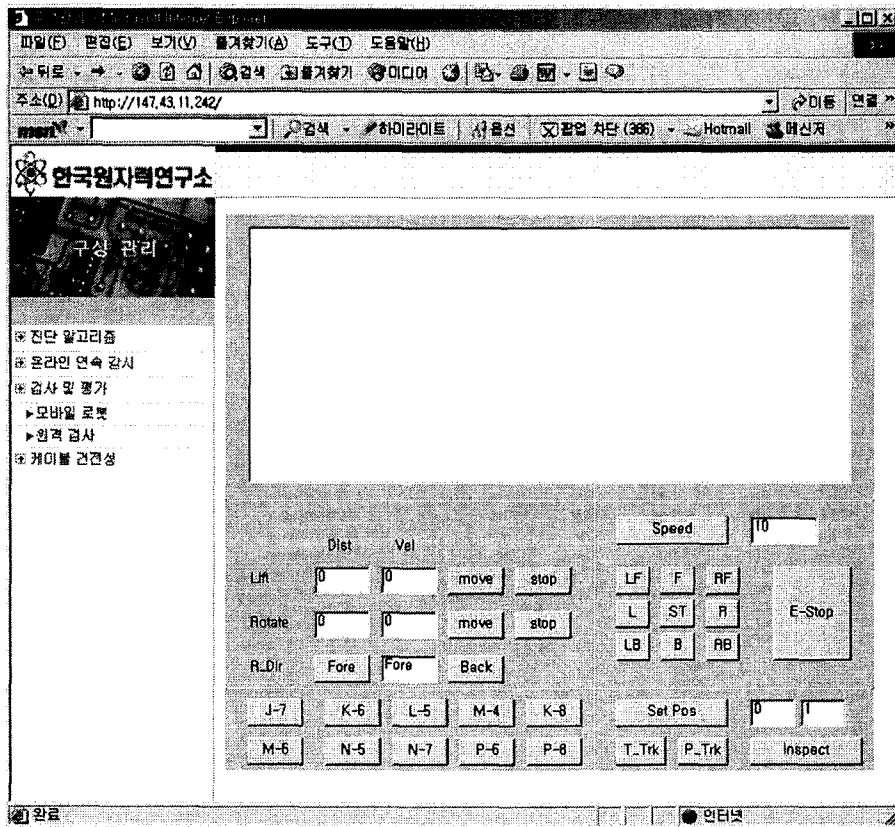 Microsoft Internet Explorer
파일(F) 편집(E) 보기(V) 즐겨찾기(A) 도구(T) 도움말(H)
뒤로 검색 즐겨찾기 미디어
주소(D) http://147.43.11.242/ 이동 연결 »
msn 검색 하이라이트 옵션 팝업 차단 (386) Hotmail 메신저 »
한국원자력연구소
구성 관리
진단 알고리즘
온라인 연속 감시
검사 및 평가
모바일 로봇
원격 검사
케이블 건전성
Speed 10
Dist Vel
Lift 0 0 move stop
LF F RF
Rotate 0 0 move stop
L ST R E-Stop
LB B RB
R_Dir Fore Fore Back
J-7 K-6 L-5 M-4 K-8 Set Pos 0 1
M-6 N-5 N-7 P-6 P-8 T_Trk P_Trk Inspect
완료 인터넷